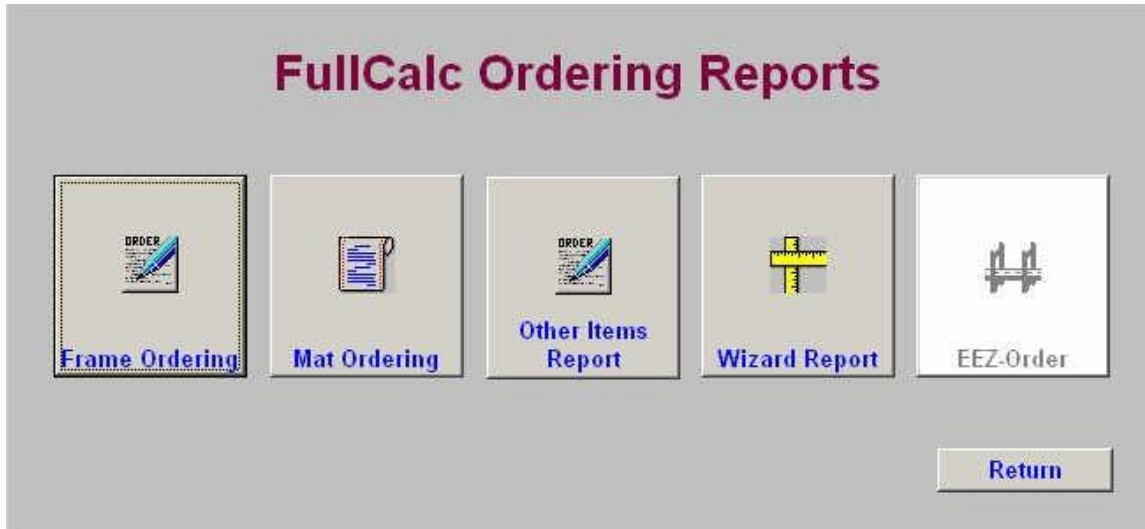 FullCalc Ordering Reports
ORDER
ORDER
Frame Ordering
Mat Ordering
Other Items
Report
Wizard Report
EEZ-Order
Return